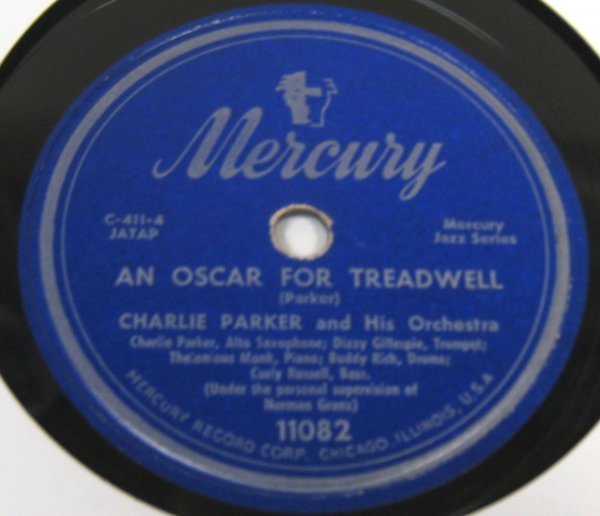 Mercury
C-411-4
JATAP
Mercury
Jazz Series
AN OSCAR FOR TREADWELL
(Parker)
CHARLIE PARKER and His Orchestra
Charlie Parker, Alto Saxophone; Dizzy Gillespie, Trumpet;
Thelonious Monk, Piano; Buddy Rich, Drums;
Curly Russell, Bass.
(Under the personal supervision of
Norman Granz)
11082
MERCURY RECORD CORP. CHICAGO, ILLINOIS, U.S.A